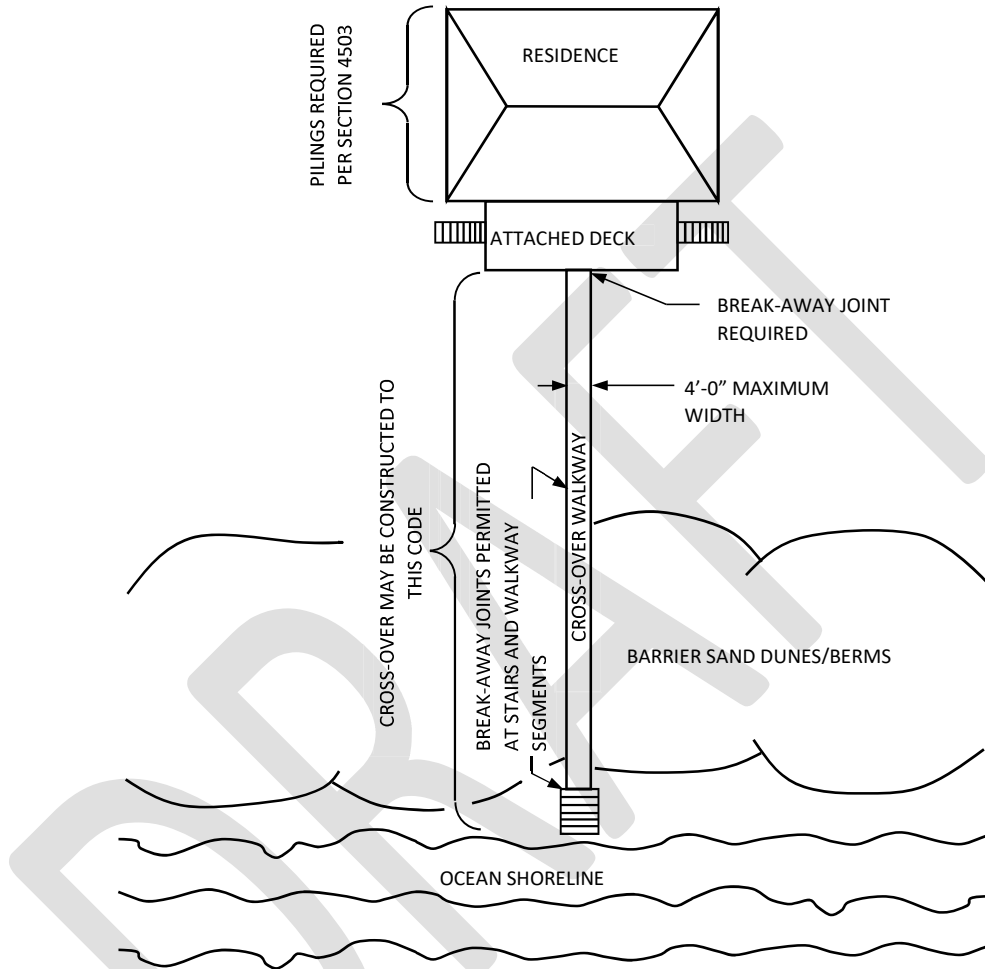 PILINGS REQUIRED
PER SECTION 4503
RESIDENCE
ATTACHED DECK
BREAK-AWAY JOINT
REQUIRED
4’-0” MAXIMUM
WIDTH
CROSS-OVER MAY BE CONSTRUCTED TO
THIS CODE
BREAK-AWAY JOINTS PERMITTED
AT STAIRS AND WALKWAY
SEGMENTS
CROSS-OVER WALKWAY
BARRIER SAND DUNES/BERMS
OCEAN SHORELINE
DRAFT